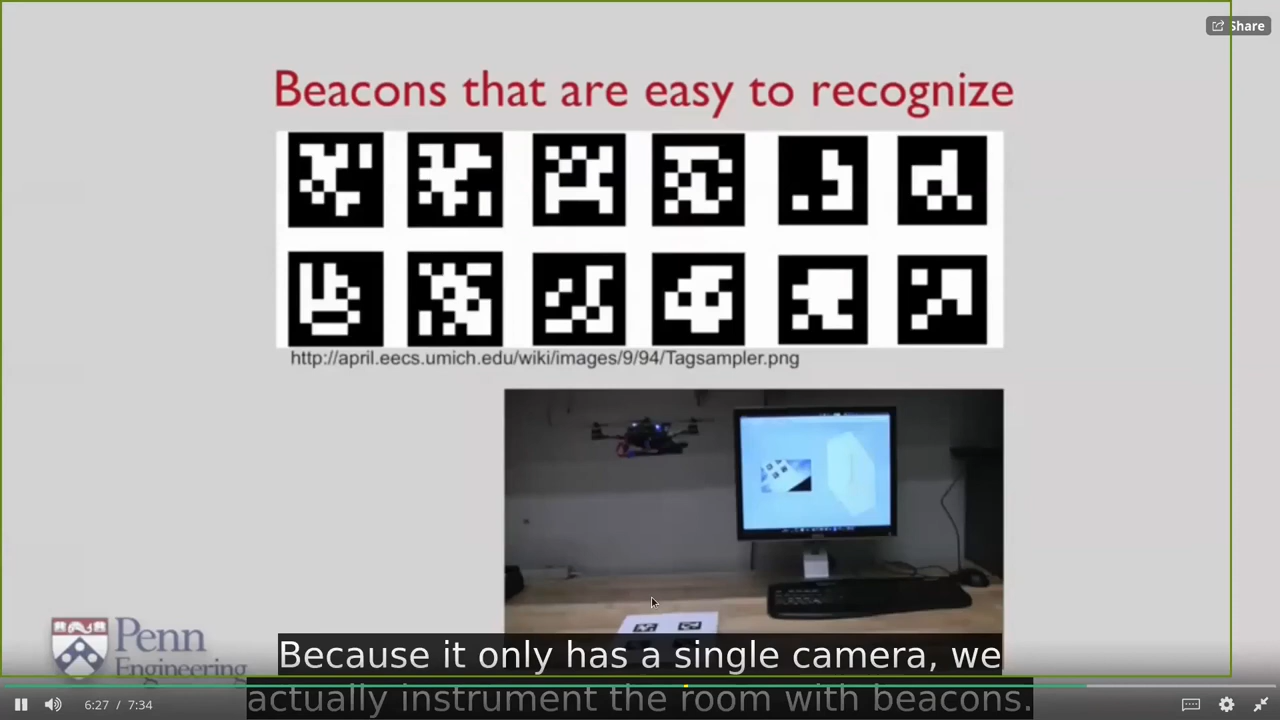 Share
Beacons that are easy to recognize
http://april.eecs.umich.edu/wiki/images/9/94/Tagsampler.png
Penn
Engineering
Because it only has a single camera, we
actually instrument the room with beacons.
6:27 / 7:34